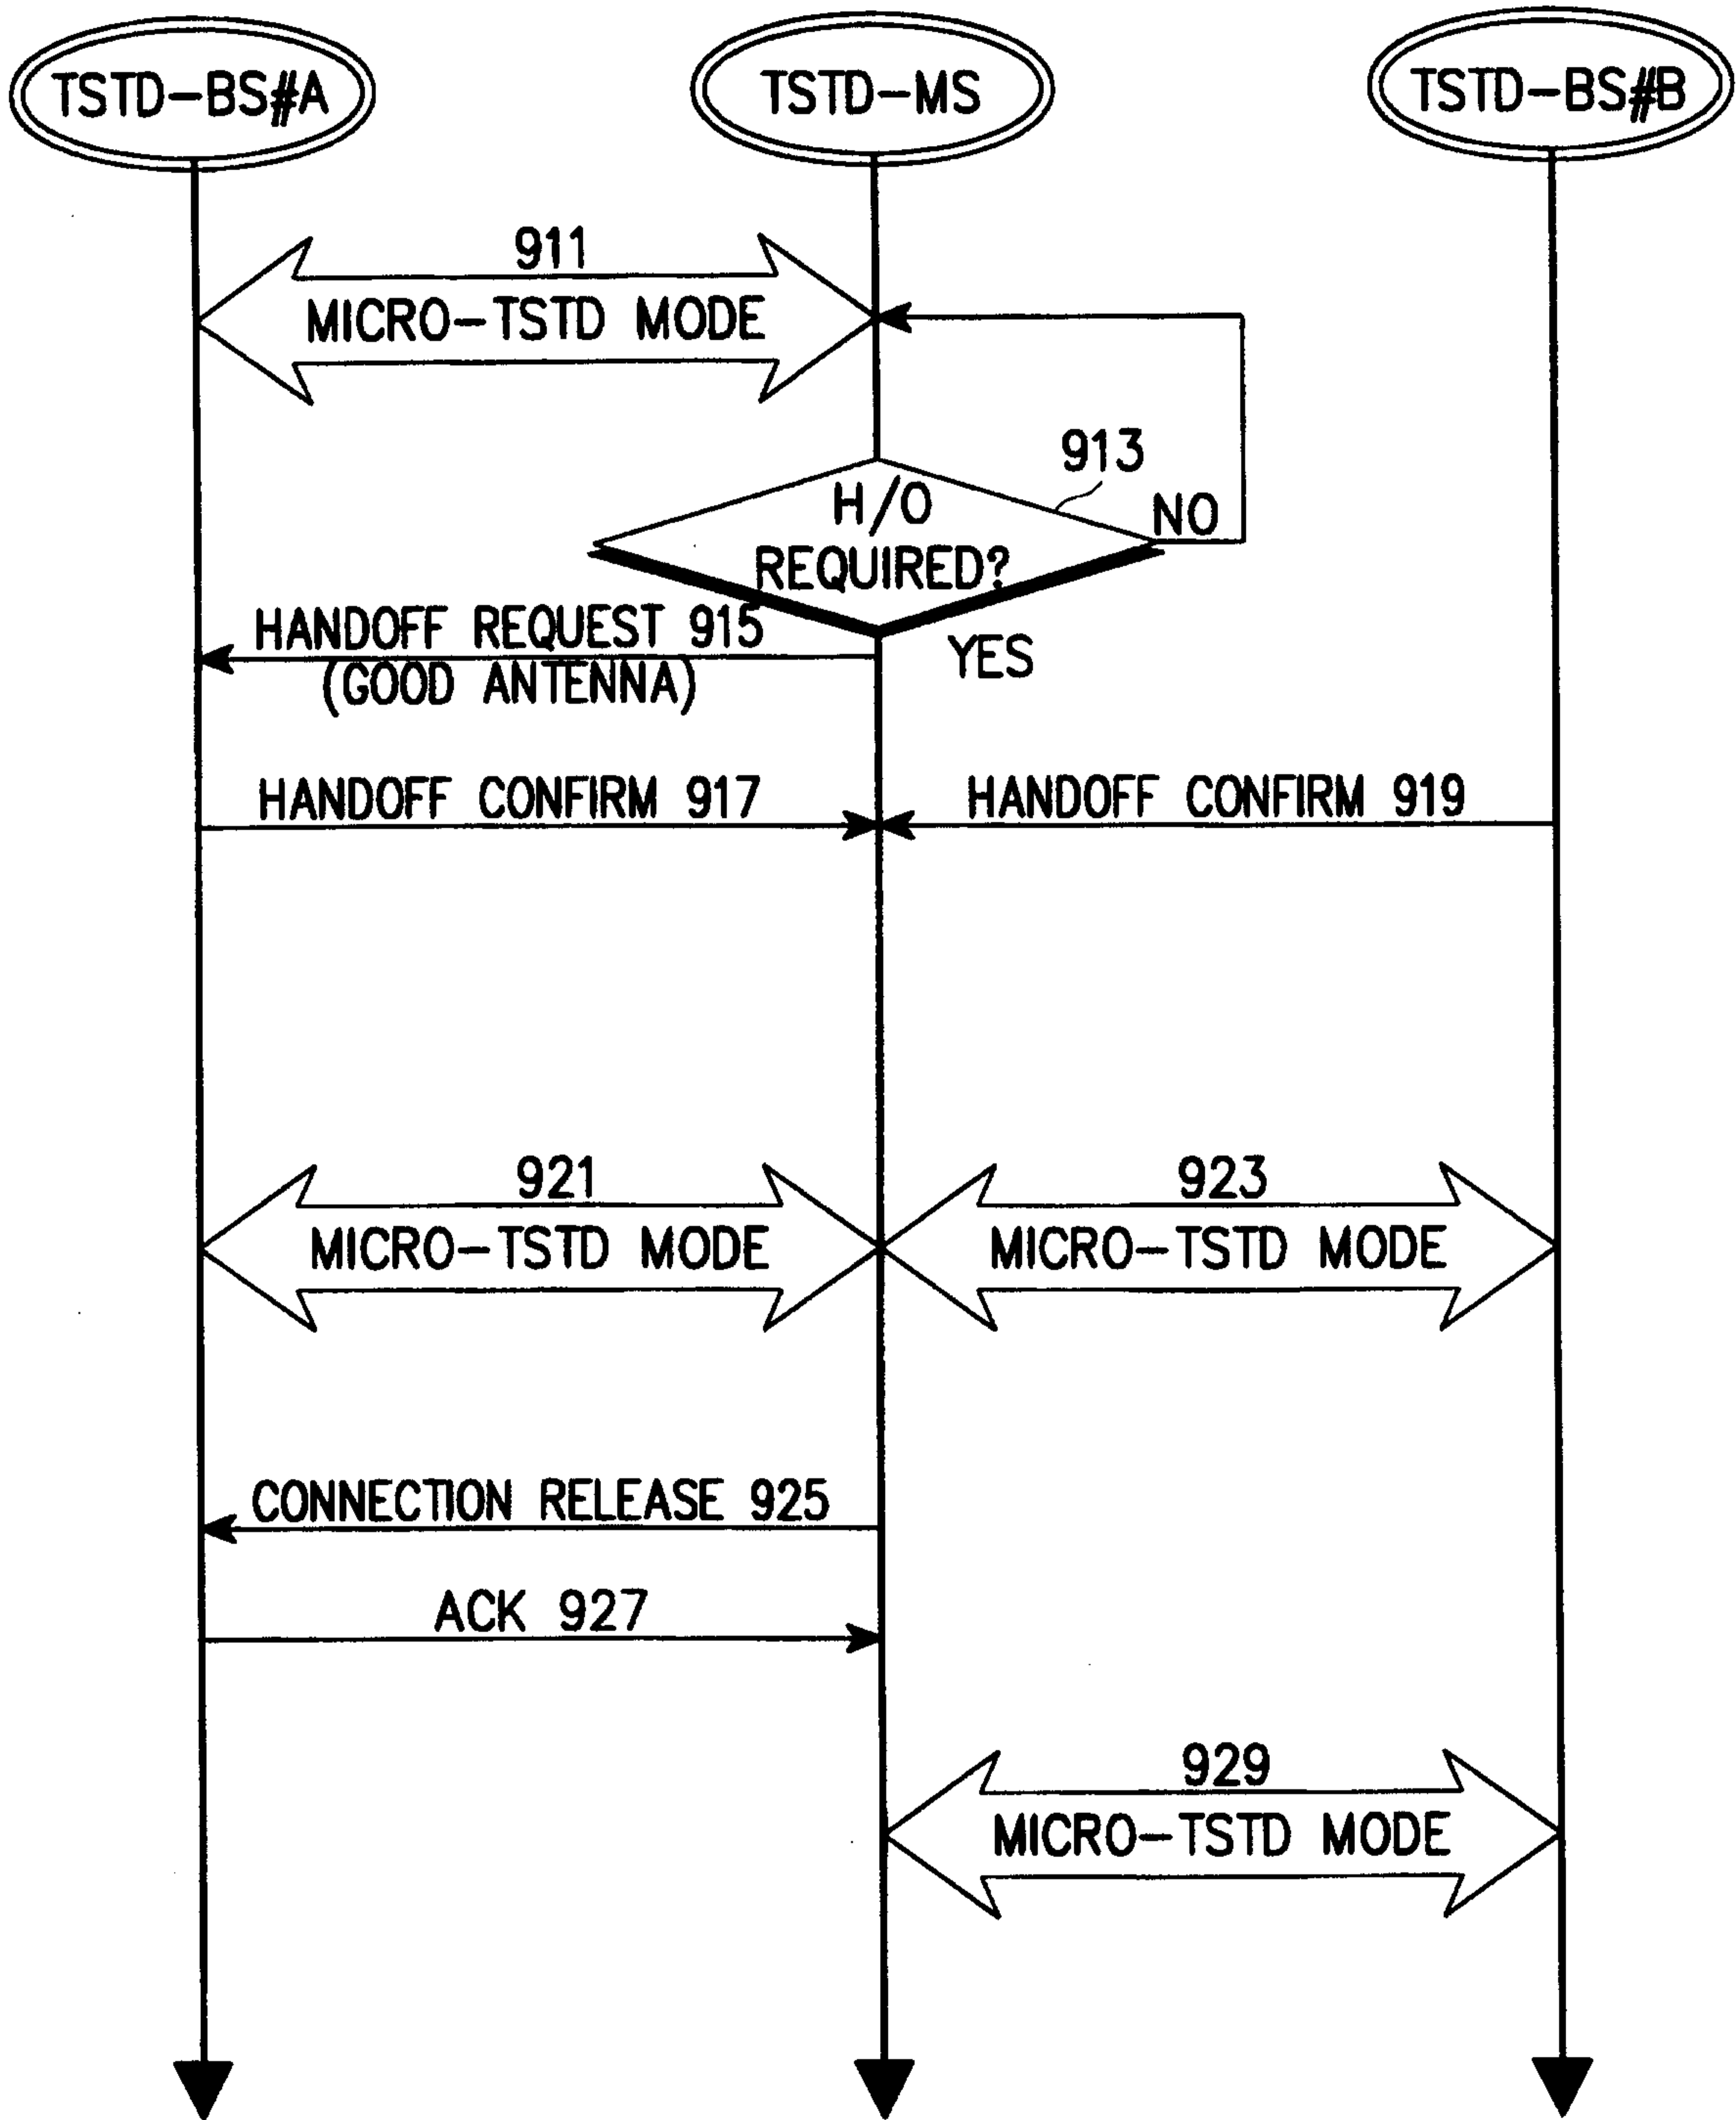 TSTD-BS#A
TSTD-MS
TSTD-BS#B
911
MICRO-TSTD MODE
913
H/O
REQUIRED?
NO
YES
HANDOFF REQUEST 915
(GOOD ANTENNA)
HANDOFF CONFIRM 917
HANDOFF CONFIRM 919
921
MICRO-TSTD MODE
923
MICRO-TSTD MODE
CONNECTION RELEASE 925
ACK 927
929
MICRO-TSTD MODE